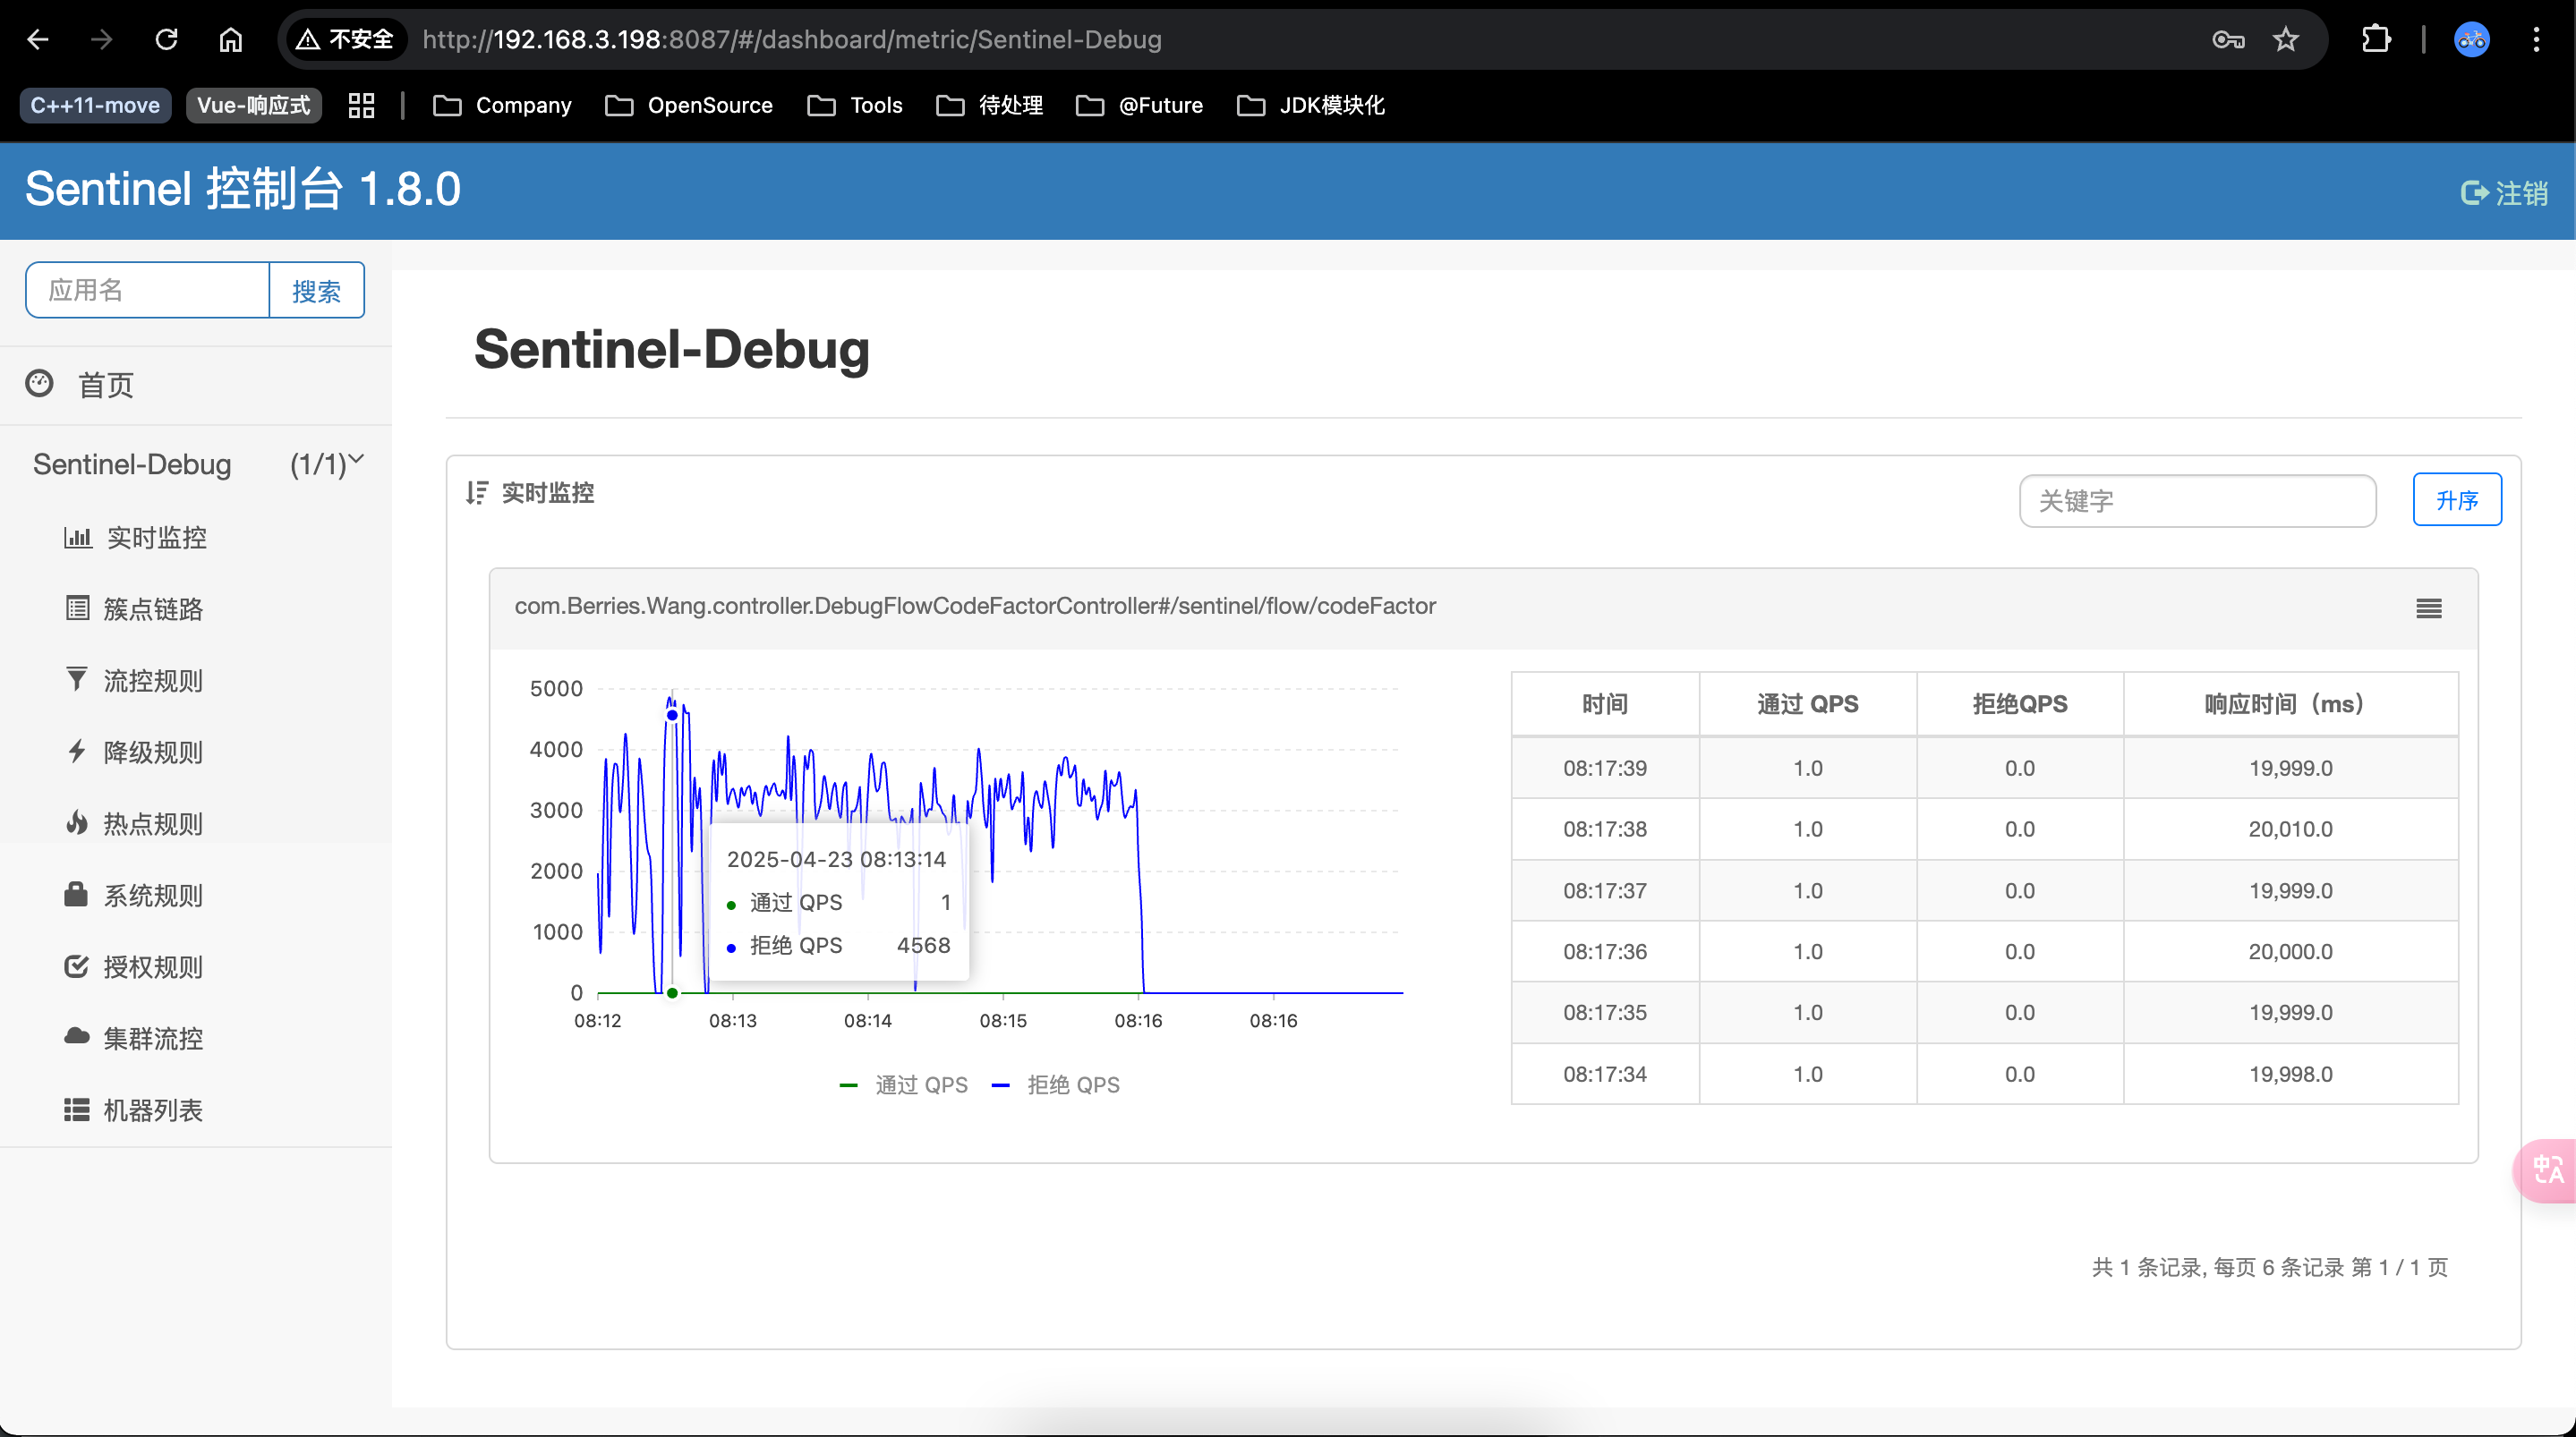 不安全 http://192.168.3.198:8087/#/dashboard/metric/Sentinel-Debug
C++11-move Vue-响应式 Company OpenSource Tools 待处理 @Future JDK模块化
Sentinel 控制台 1.8.0
注销
应用名 搜索
首页
Sentinel-Debug (1/1)
实时监控
簇点链路
流控规则
降级规则
热点规则
系统规则
授权规则
集群流控
机器列表
Sentinel-Debug
实时监控
关键字 升序
com.Berries.Wang.controller.DebugFlowCodeFactorController#/sentinel/flow/codeFactor
5000
4000
3000
2000
1000
0
08:12 08:13 08:14 08:15 08:16 08:16
2025-04-23 08:13:14
通过 QPS 1
拒绝 QPS 4568
通过 QPS 拒绝 QPS
时间 通过 QPS 拒绝QPS 响应时间（ms）
08:17:39 1.0 0.0 19,999.0
08:17:38 1.0 0.0 20,010.0
08:17:37 1.0 0.0 19,999.0
08:17:36 1.0 0.0 20,000.0
08:17:35 1.0 0.0 19,999.0
08:17:34 1.0 0.0 19,998.0
中A
共 1 条记录, 每页 6 条记录 第 1 / 1 页